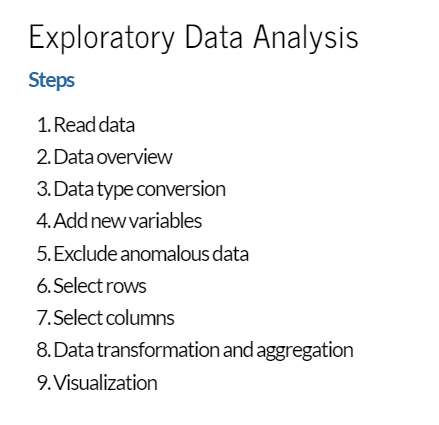 Exploratory Data Analysis
Steps
1. Read data
2. Data overview
3. Data type conversion
4. Add new variables
5. Exclude anomalous data
6. Select rows
7. Select columns
8. Data transformation and aggregation
9. Visualization